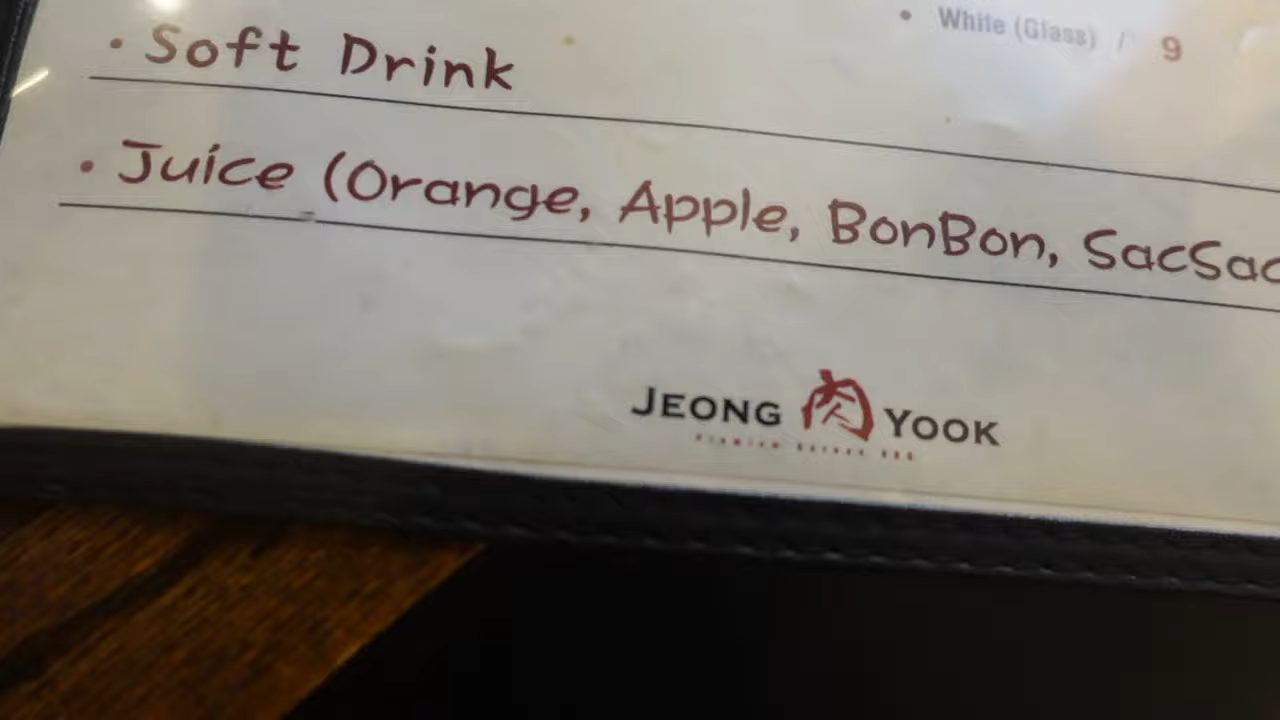 • White (Glass) / 9
• Soft Drink
• Juice (Orange, Apple, BonBon, SacSac
JEONG 肉 YOOK